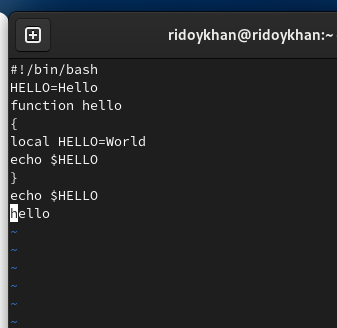 ridoykhan@ridoykhan:~
#!/bin/bash
HELLO=Hello
function hello
{
local HELLO=World
echo $HELLO
}
echo $HELLO
hello
~
~
~
~
~
~